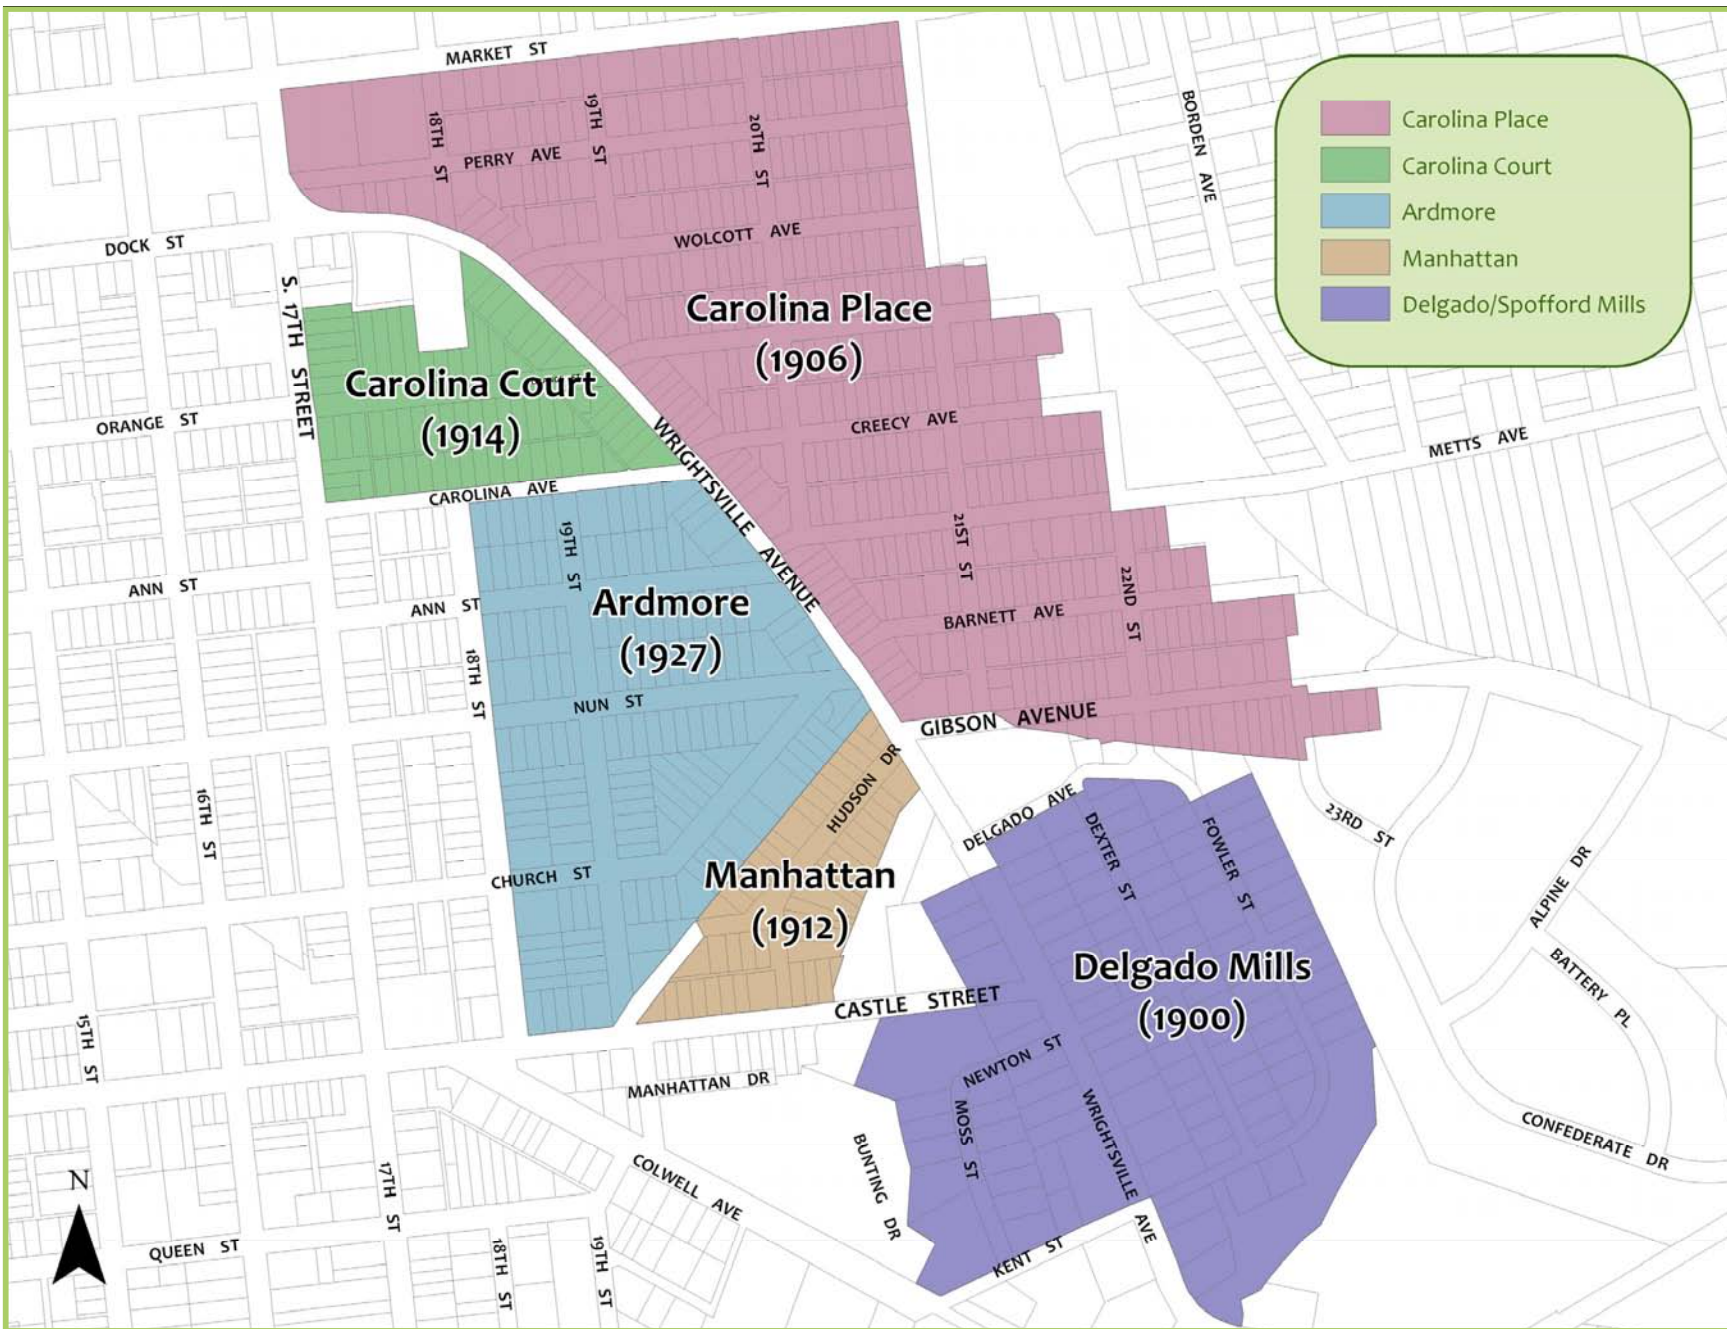 MARKET ST
18TH ST
19TH ST
20TH ST
PERRY AVE
WOLCOTT AVE
BORDEN AVE
Carolina Place
Carolina Court
Ardmore
Manhattan
Delgado/Spofford Mills
DOCK ST
S. 17TH STREET
Carolina Place
(1906)
Carolina Court
(1914)
ORANGE ST
CREECY AVE
METTS AVE
WRIGHTSVILLE AVENUE
CAROLINA AVE
19TH ST
21ST ST
22ND ST
ANN ST
ANN ST
Ardmore
(1927)
BARNETT AVE
18TH ST
NUN ST
GIBSON AVENUE
HUDSON DR
16TH ST
DELGADO AVE
DEXTER ST
FOWLER ST
23RD ST
ALPINE DR
CHURCH ST
Manhattan
(1912)
Delgado Mills
(1900)
BATTERY PL
CASTLE STREET
15TH ST
NEWTON ST
MANHATTAN DR
MOSS ST
WRIGHTSVILLE AVE
CONFEDERATE DR
BUNTING DR
COLWELL AVE
N
17TH ST
QUEEN ST
18TH ST
19TH ST
KENT ST